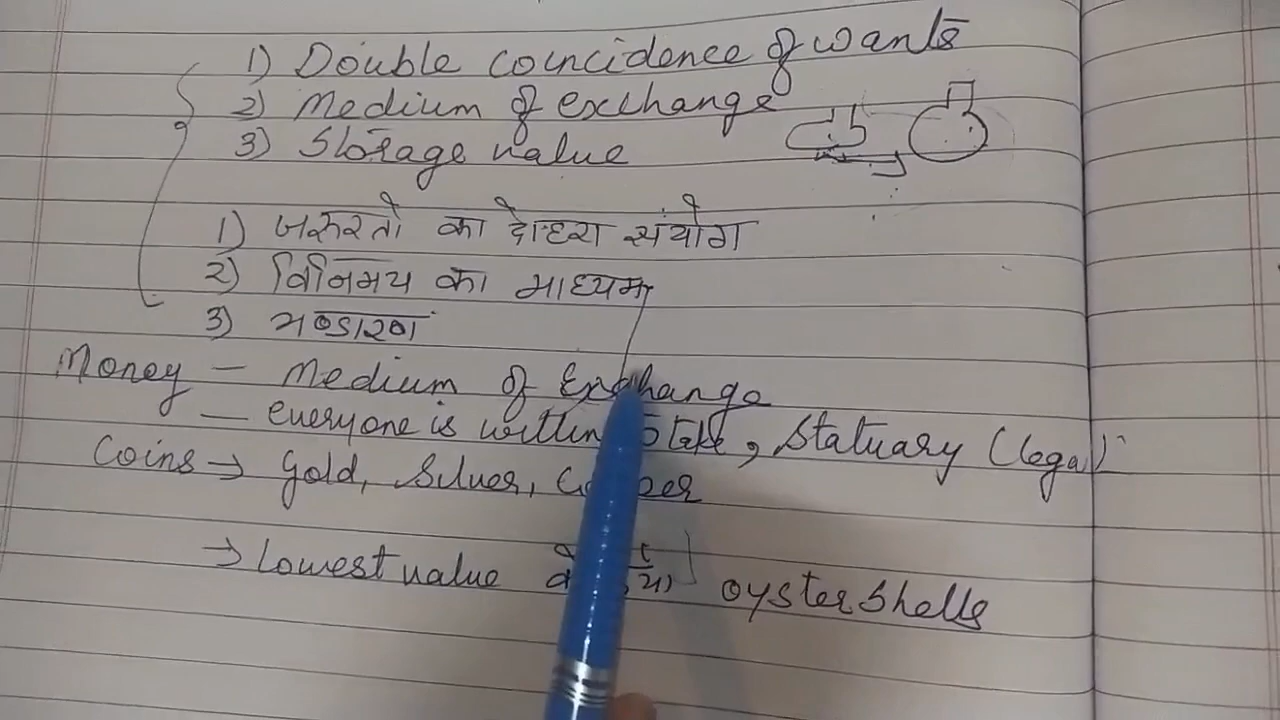 1) Double coincidence of wants
2) Medium of exchange
3) Storage value
1) जरुरतो का दोहरा संयोग
2) विनिमय का माध्यम
3) भण्डारण
Money - Medium of Exchange
- everyone is to take, Statuary (legal)
Coins → Gold, Silver,
→ Lowest value oyster shells